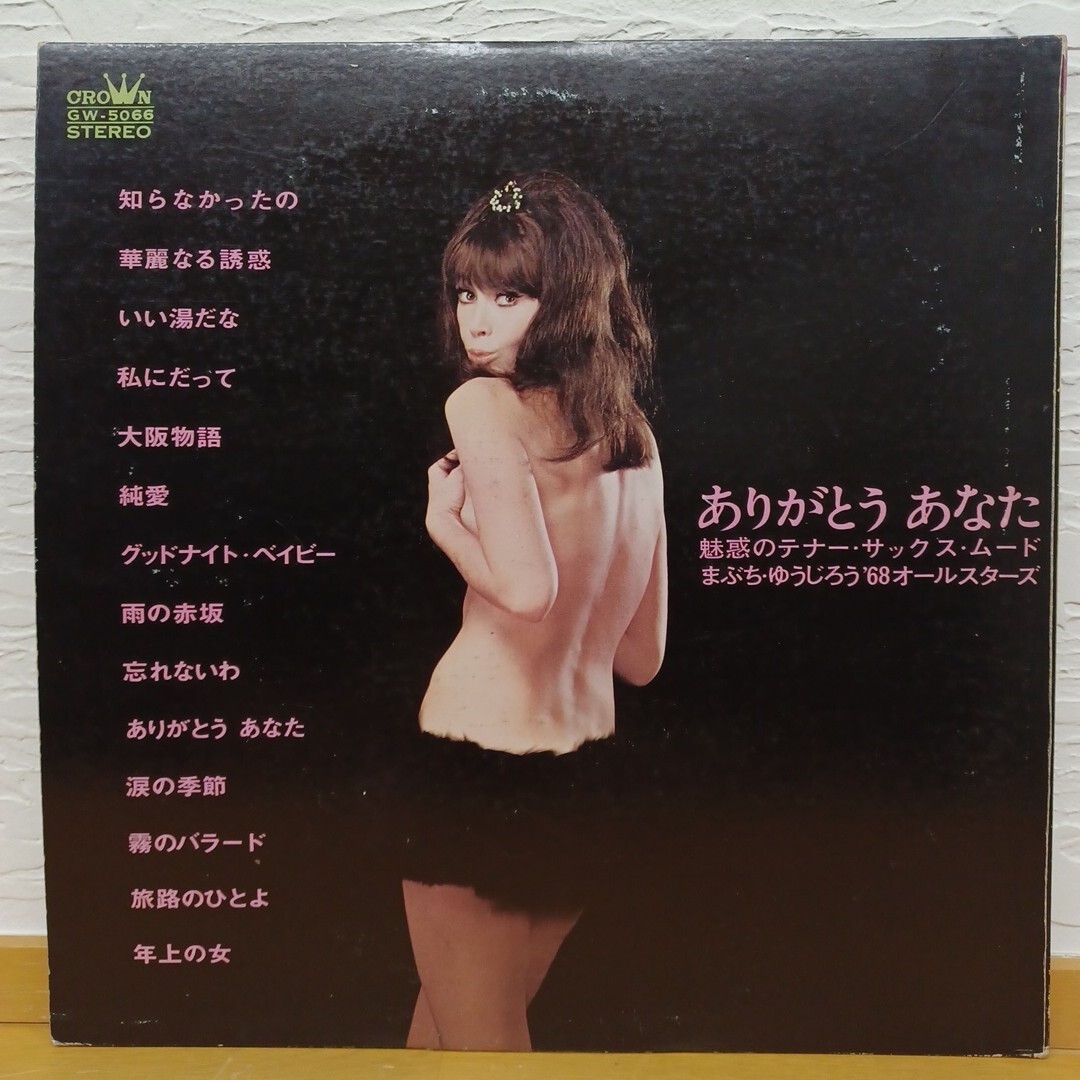 CROWN
GW-5066
STEREO
知らなかったの
華麗なる誘惑
いい湯だな
私にだって
大阪物語
純愛
グッドナイト・ベイビー
雨の赤坂
忘れないわ
ありがとう あなた
涙の季節
霧のバラード
旅路のひとよ
年上の女
ありがとう あなた
魅惑のテナー・サックス・ムード
まぶち・ゆうじろう'68オールスターズ